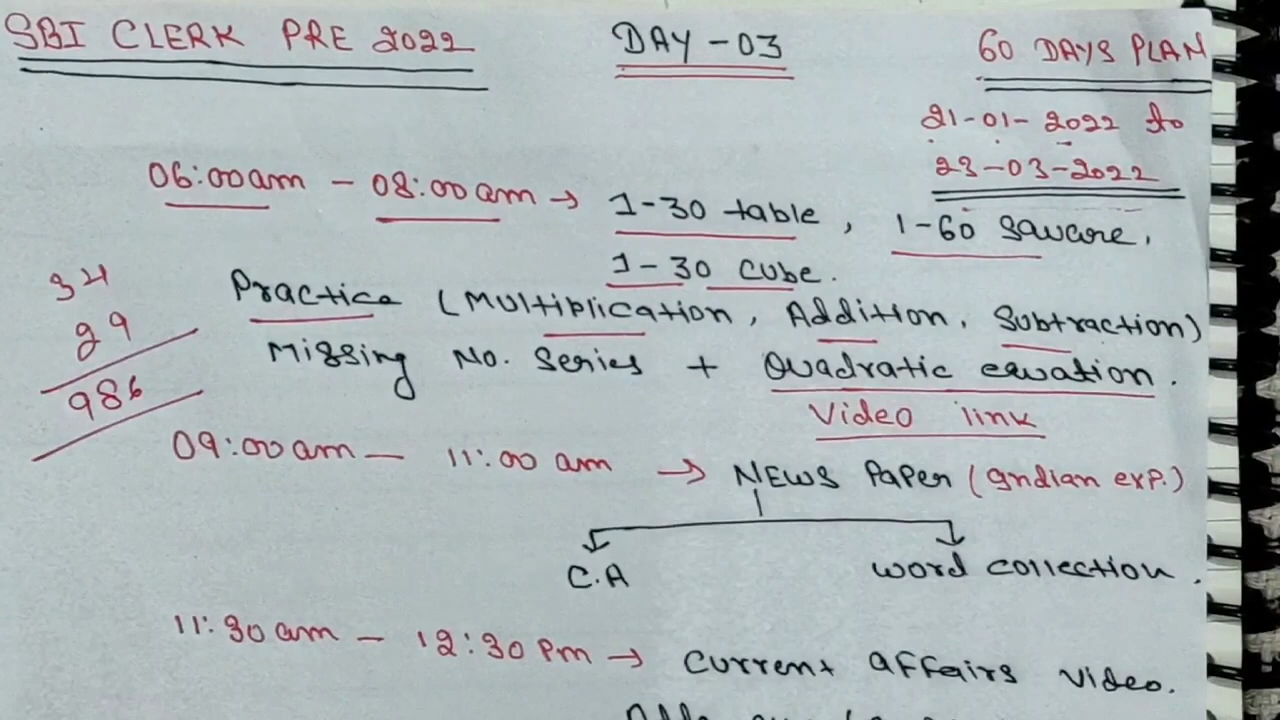 SBI CLERK PRE 2022
DAY - 03
60 DAYS PLAN
21-01-2022 to
23-03-2022
06:00am - 08:00am → 1-30 table, 1-60 square,
1-30 cube.
34
29
986
Practice (Multiplication, Addition, Subtraction)
Missing No. series + Quadratic equation.
Video link
09:00am - 11:00 am → NEWS PaPer (Indian exp.)
C.A
word collection.
11:30am - 12:30 Pm → current affairs video.